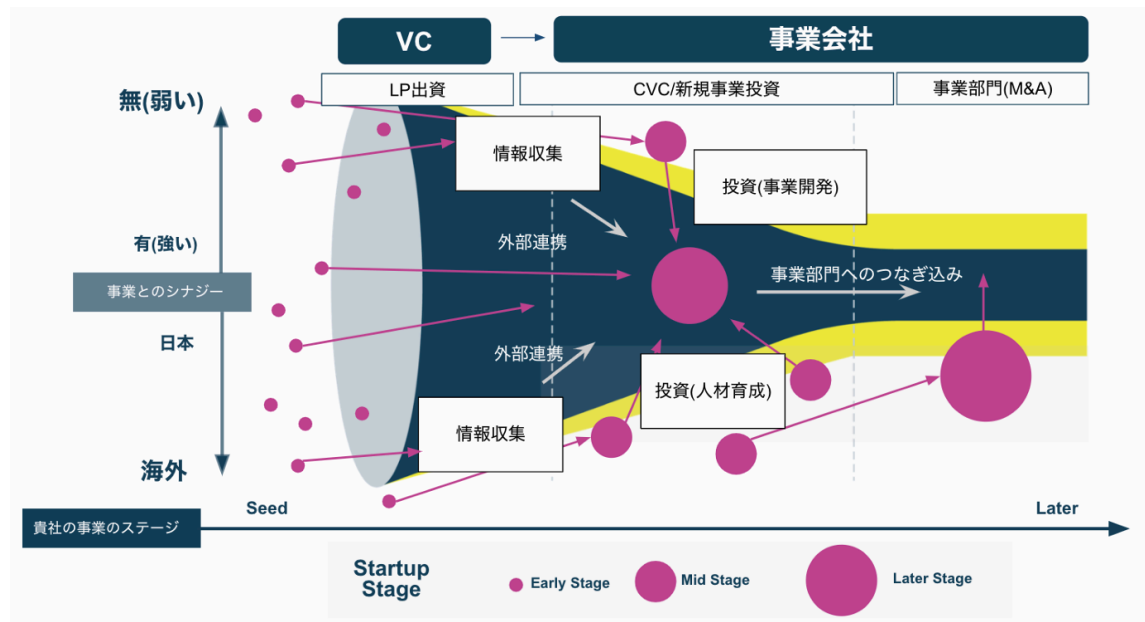 VC
事業会社
LP出資
CVC/新規事業投資
事業部門(M&A)
無(弱い)
情報収集
投資(事業開発)
有(強い)
外部連携
事業部門へのつなぎ込み
事業とのシナジー
日本
外部連携
投資(人材育成)
情報収集
海外
Seed
Later
貴社の事業のステージ
Startup
Stage
Early Stage
Mid Stage
Later Stage